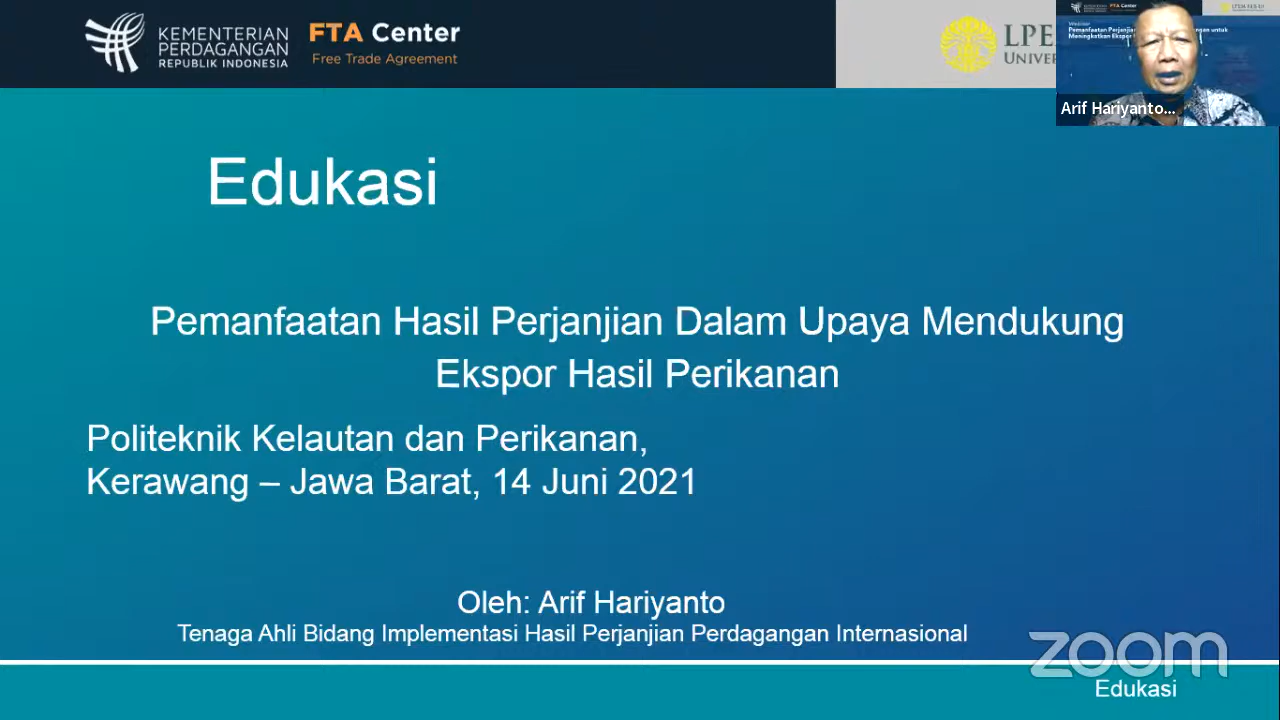 KEMENTERIAN
PERDAGANGAN
REPUBLIK INDONESIA
FTA Center
Free Trade Agreement
Arif Hariyanto...
Edukasi
Pemanfaatan Hasil Perjanjian Dalam Upaya Mendukung
Ekspor Hasil Perikanan
Politeknik Kelautan dan Perikanan,
Kerawang – Jawa Barat, 14 Juni 2021
Oleh: Arif Hariyanto
Tenaga Ahli Bidang Implementasi Hasil Perjanjian Perdagangan Internasional
zoom
Edukasi